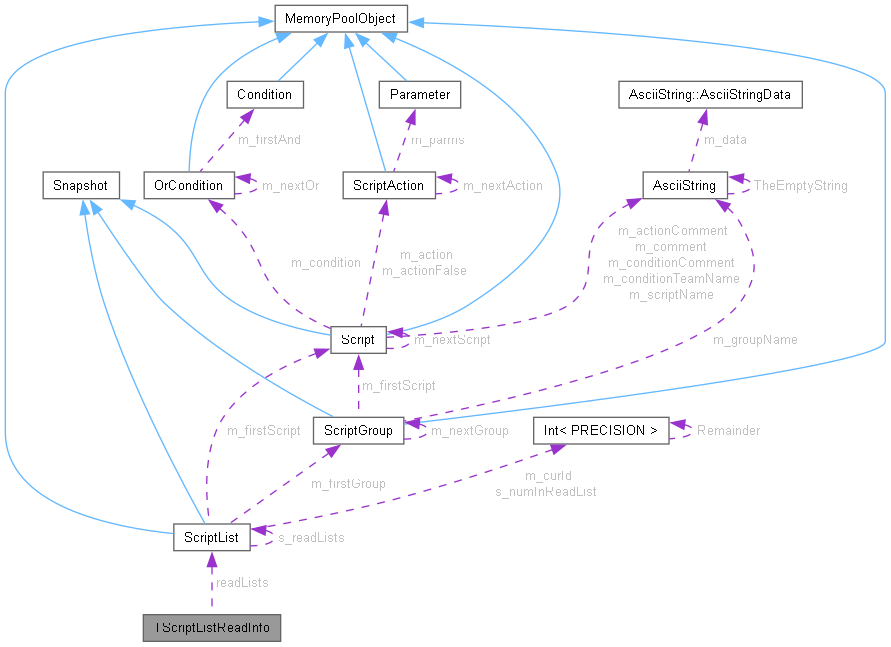 MemoryPoolObject
Condition
Parameter
AsciiString::AsciiStringData
m_firstAnd
m_parms
m_data
Snapshot
OrCondition
m_nextOr
ScriptAction
m_nextAction
AsciiString
TheEmptyString
m_condition
m_action
m_actionFalse
m_actionComment
m_comment
m_conditionComment
m_conditionTeamName
m_scriptName
Script
m_nextScript
m_groupName
m_firstScript
m_firstScript
ScriptGroup
m_nextGroup
Int< PRECISION >
Remainder
m_firstGroup
m_curId
s_numInReadList
ScriptList
s_readLists
readLists
TScriptListReadInfo